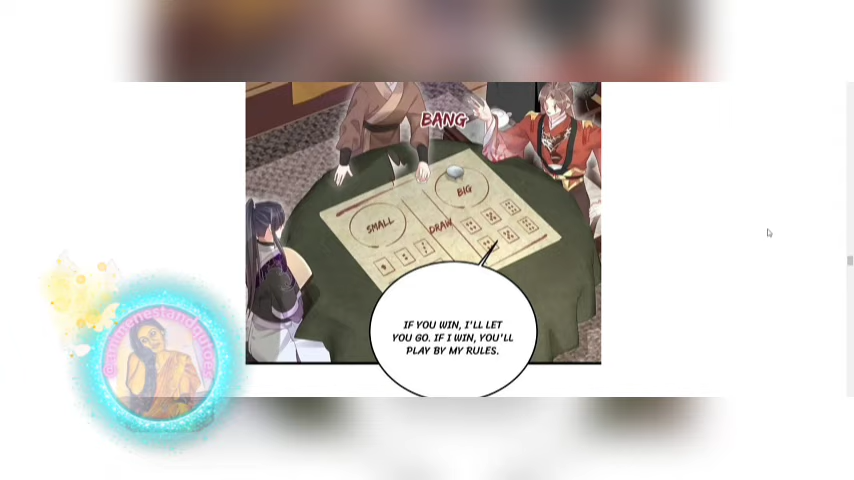 BANG
BIG
SMALL
DRAW
IF YOU WIN, I'LL LET
YOU GO. IF I WIN, YOU'LL
PLAY BY MY RULES.